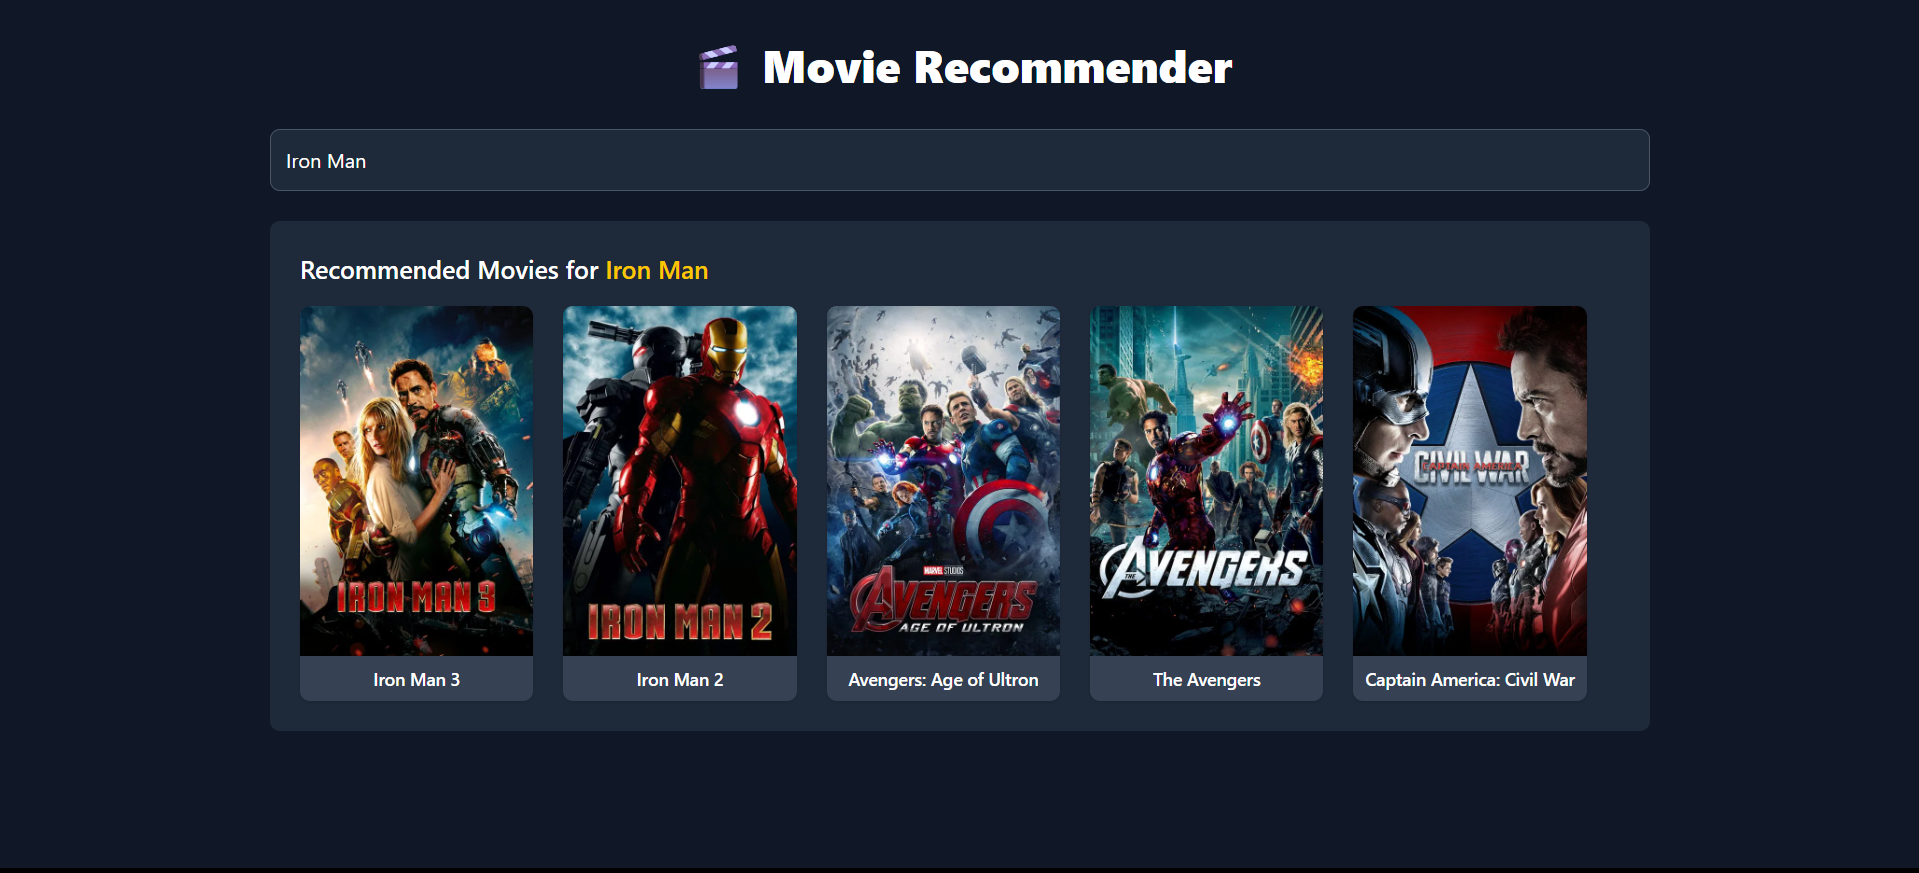 Movie Recommender
Iron Man
Recommended Movies for Iron Man
IRON MAN 3
IRON MAN 2
MARVEL STUDIOS
AVENGERS
AGE OF ULTRON
THE AVENGERS
CAPTAIN AMERICA
CIVIL WAR
Iron Man 3
Iron Man 2
Avengers: Age of Ultron
The Avengers
Captain America: Civil War